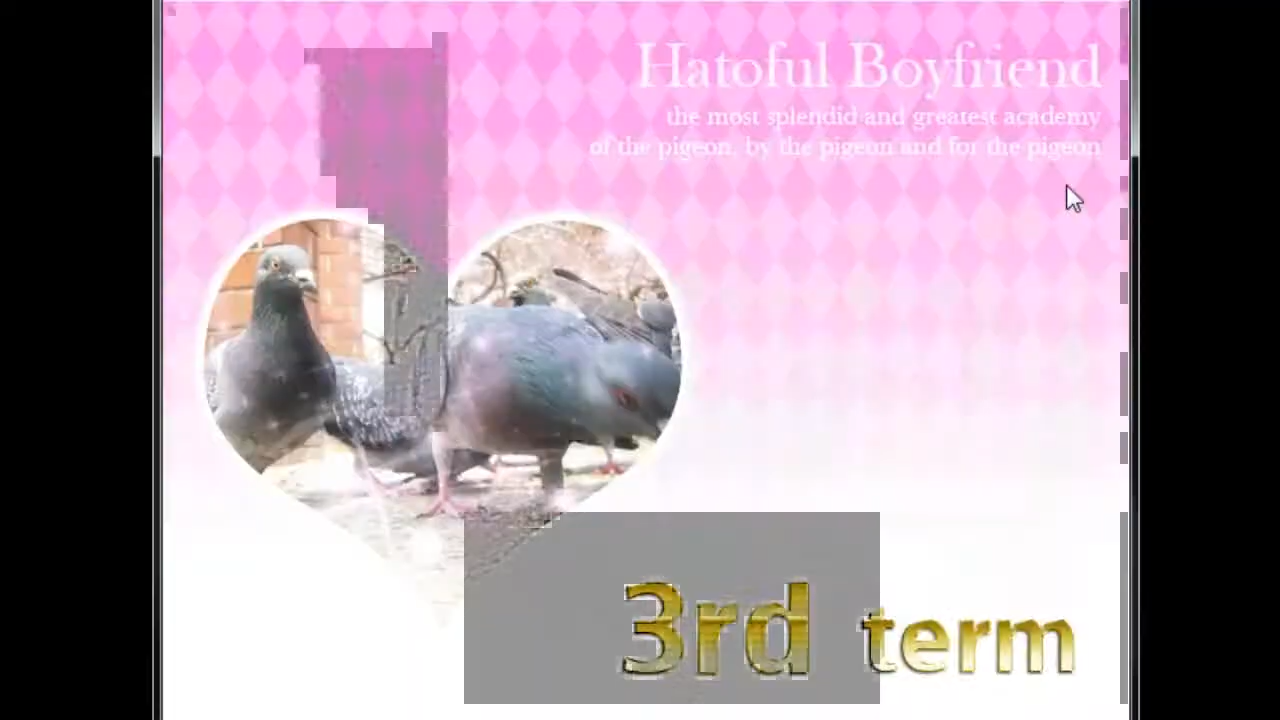 Hatoful Boyfriend
the most splendid and greatest academy
of the pigeon, by the pigeon and for the pigeon
3rd term